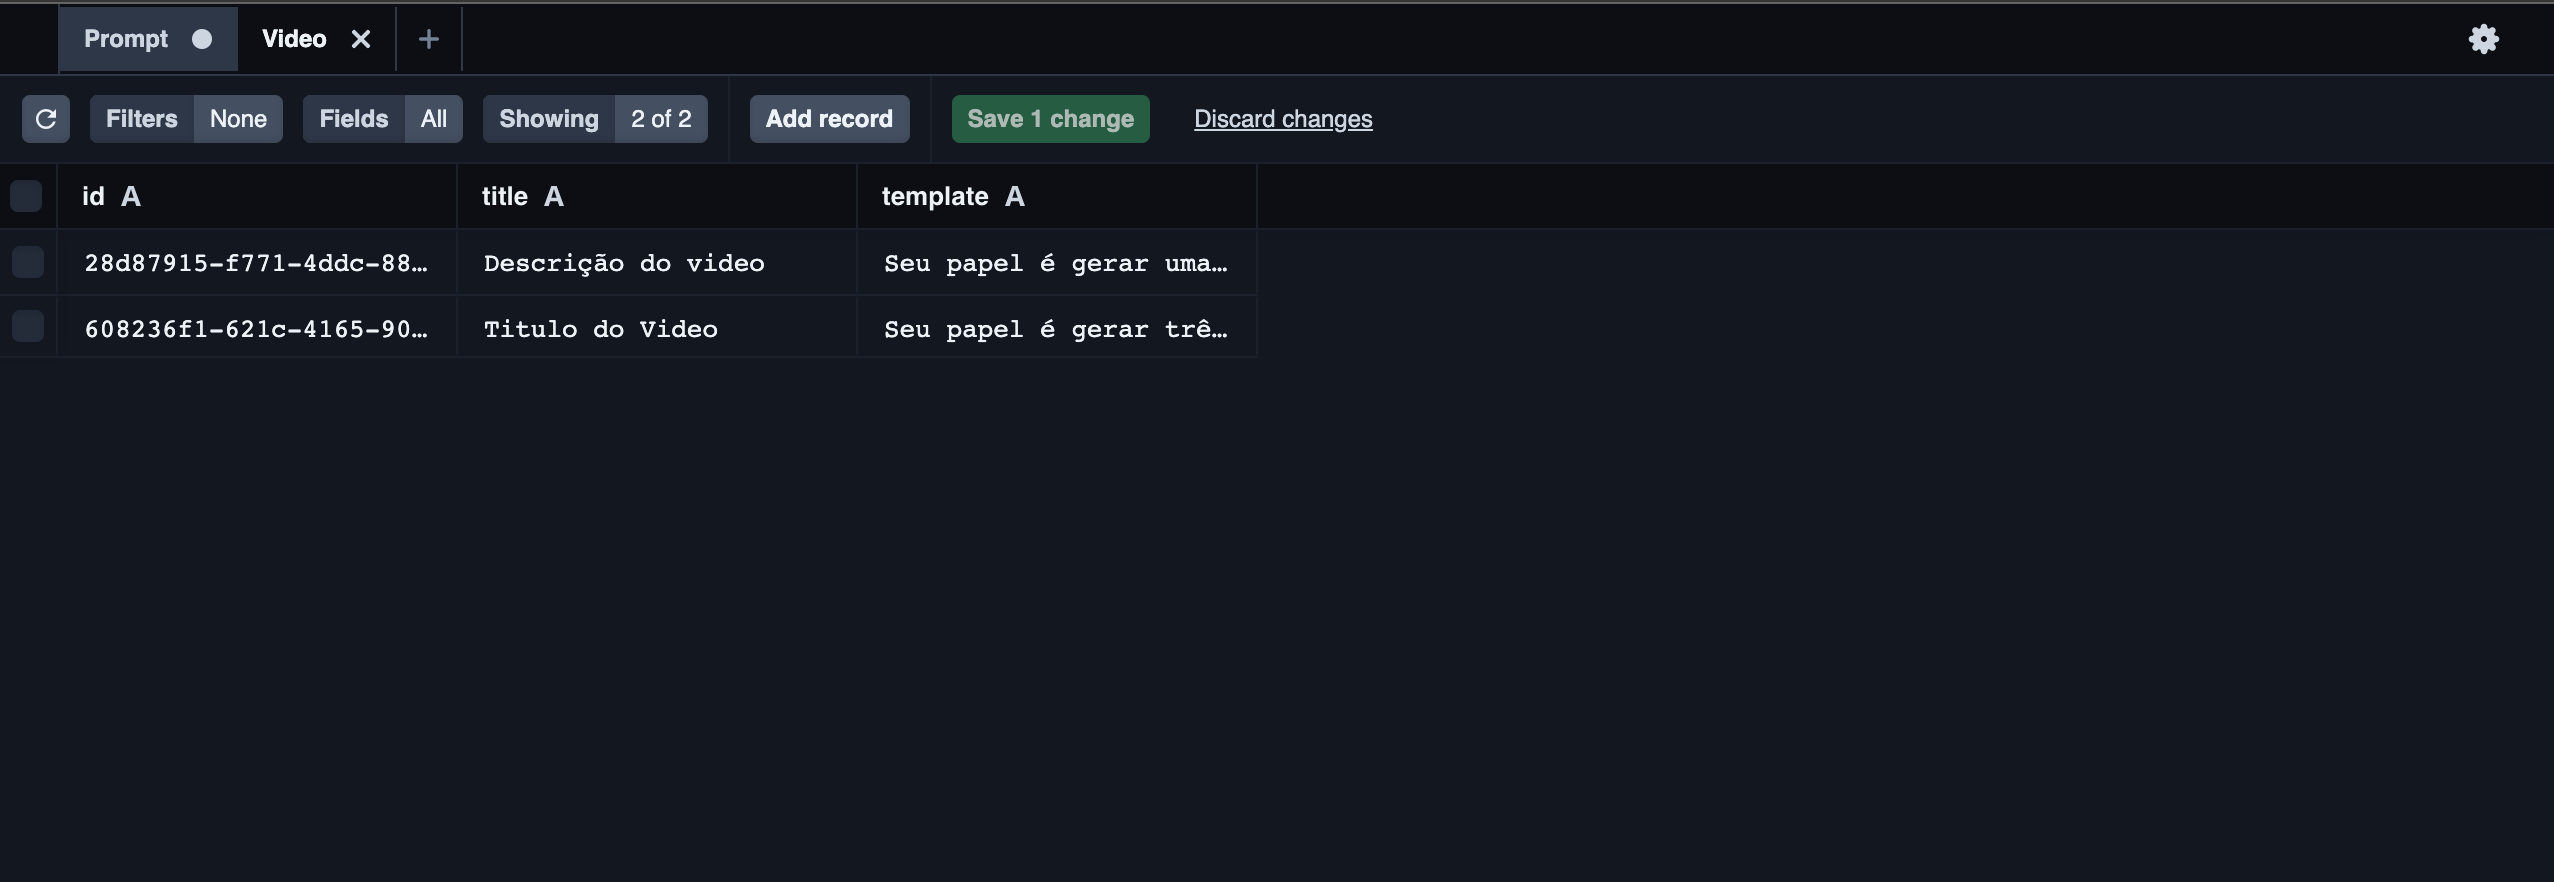 Prompt Video
Filters None Fields All Showing 2 of 2 Add record Save 1 change Discard changes
id A title A template A
28d87915-f771-4ddc-88… Descrição do video Seu papel é gerar uma…
608236f1-621c-4165-90… Titulo do Video Seu papel é gerar trê…